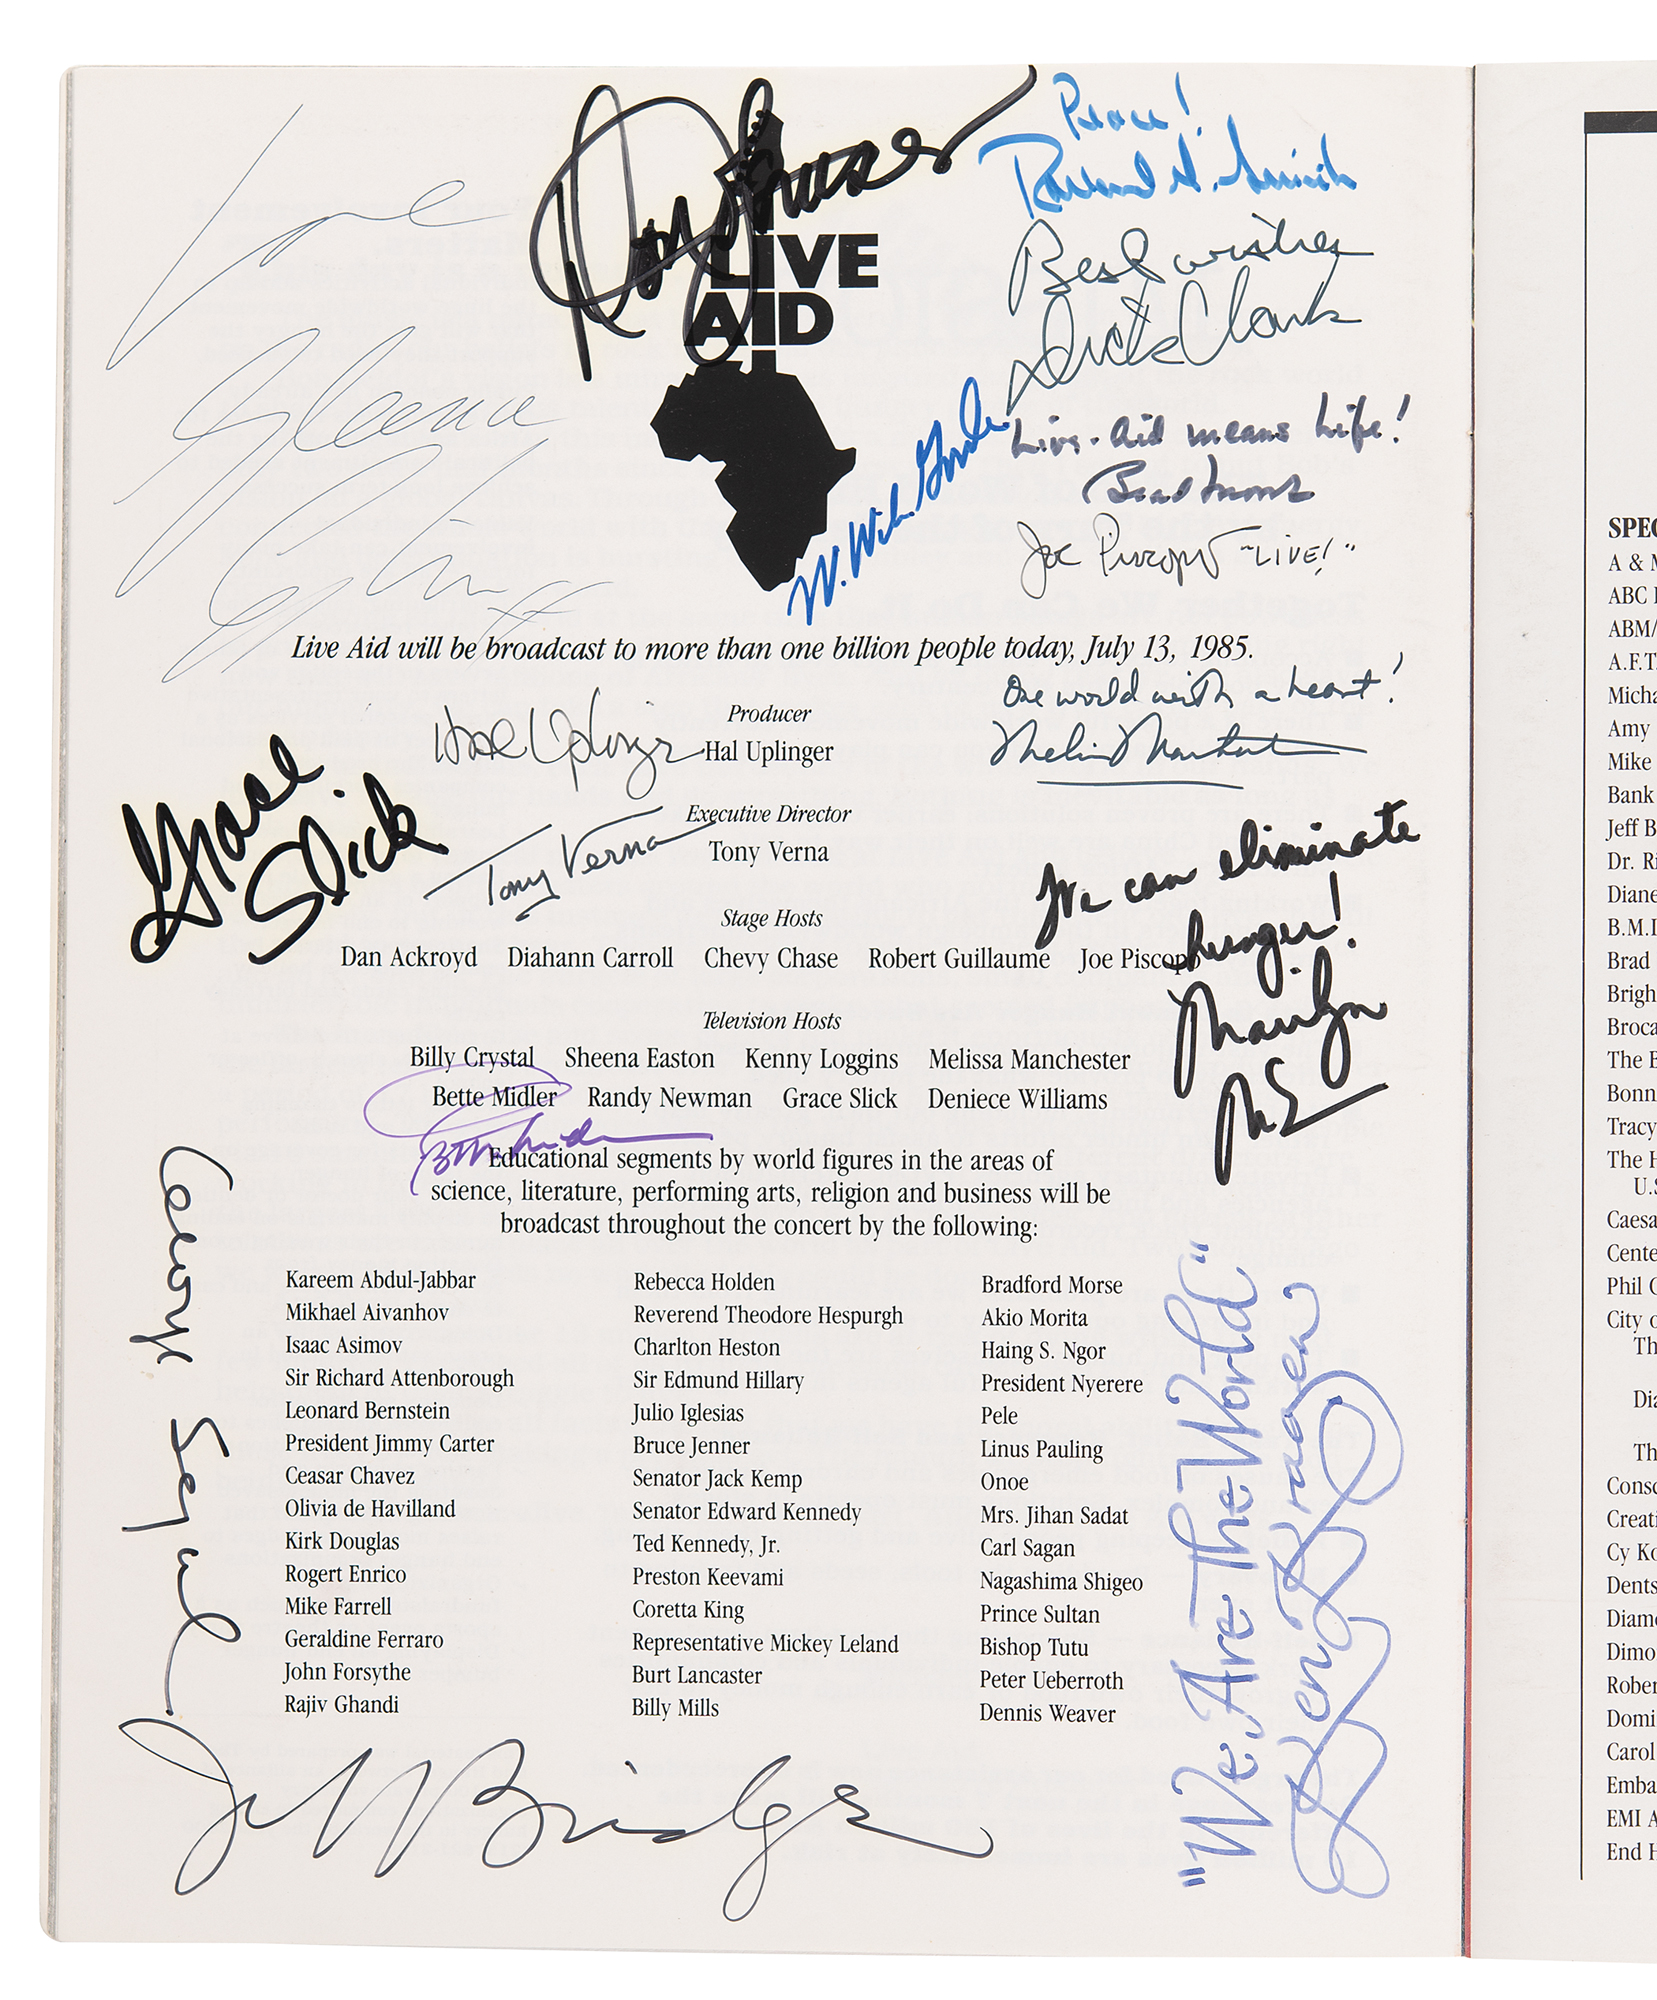 Love
Peace!
Best wishes
Dick Clark
LIVE
AID
Sheena
Live-Aid means Life!
Joe Piscopo "LIVE!"
Live Aid will be broadcast to more than one billion people today, July 13, 1985.
One world with a heart!
Hal Uplinger
Producer
Hal Uplinger
Melissa Manchester
Grace
Slick
Tony Verna
Executive Director
Tony Verna
We can eliminate
hunger!
Marilyn
Stage Hosts
Dan Ackroyd Diahann Carroll Chevy Chase Robert Guillaume Joe Piscopo
Television Hosts
Billy Crystal Sheena Easton Kenny Loggins Melissa Manchester
Bette Midler Randy Newman Grace Slick Deniece Williams
Bette Midler
Educational segments by world figures in the areas of
science, literature, performing arts, religion and business will be
broadcast throughout the concert by the following:
Kareem Abdul-Jabbar
Mikhael Aivanhov
Isaac Asimov
Sir Richard Attenborough
Leonard Bernstein
President Jimmy Carter
Ceasar Chavez
Olivia de Havilland
Kirk Douglas
Rogert Enrico
Mike Farrell
Geraldine Ferraro
John Forsythe
Rajiv Ghandi
Rebecca Holden
Reverend Theodore Hespurgh
Charlton Heston
Sir Edmund Hillary
Julio Iglesias
Bruce Jenner
Senator Jack Kemp
Senator Edward Kennedy
Ted Kennedy, Jr.
Preston Keevami
Coretta King
Representative Mickey Leland
Burt Lancaster
Billy Mills
Bradford Morse
Akio Morita
Haing S. Ngor
President Nyerere
Pele
Linus Pauling
Onoe
Mrs. Jihan Sadat
Carl Sagan
Nagashima Shigeo
Prince Sultan
Bishop Tutu
Peter Ueberroth
Dennis Weaver
George Segal
"We Are The World"
Ken Kragen
Jeff Bridges
SPEC
A & M
ABC
ABM/
A.F.T.
Micha
Amy
Mike
Bank
Jeff B
Dr. Ri
Diane
B.M.I
Brad
Brigh
Broca
The B
Bonn
Tracy
The H
U.S
Caesa
Cente
Phil C
City o
Th
Dia
Th
Conso
Creati
Cy Ko
Dents
Diamo
Dimo
Rober
Domi
Carol
Emba
EMI A
End H